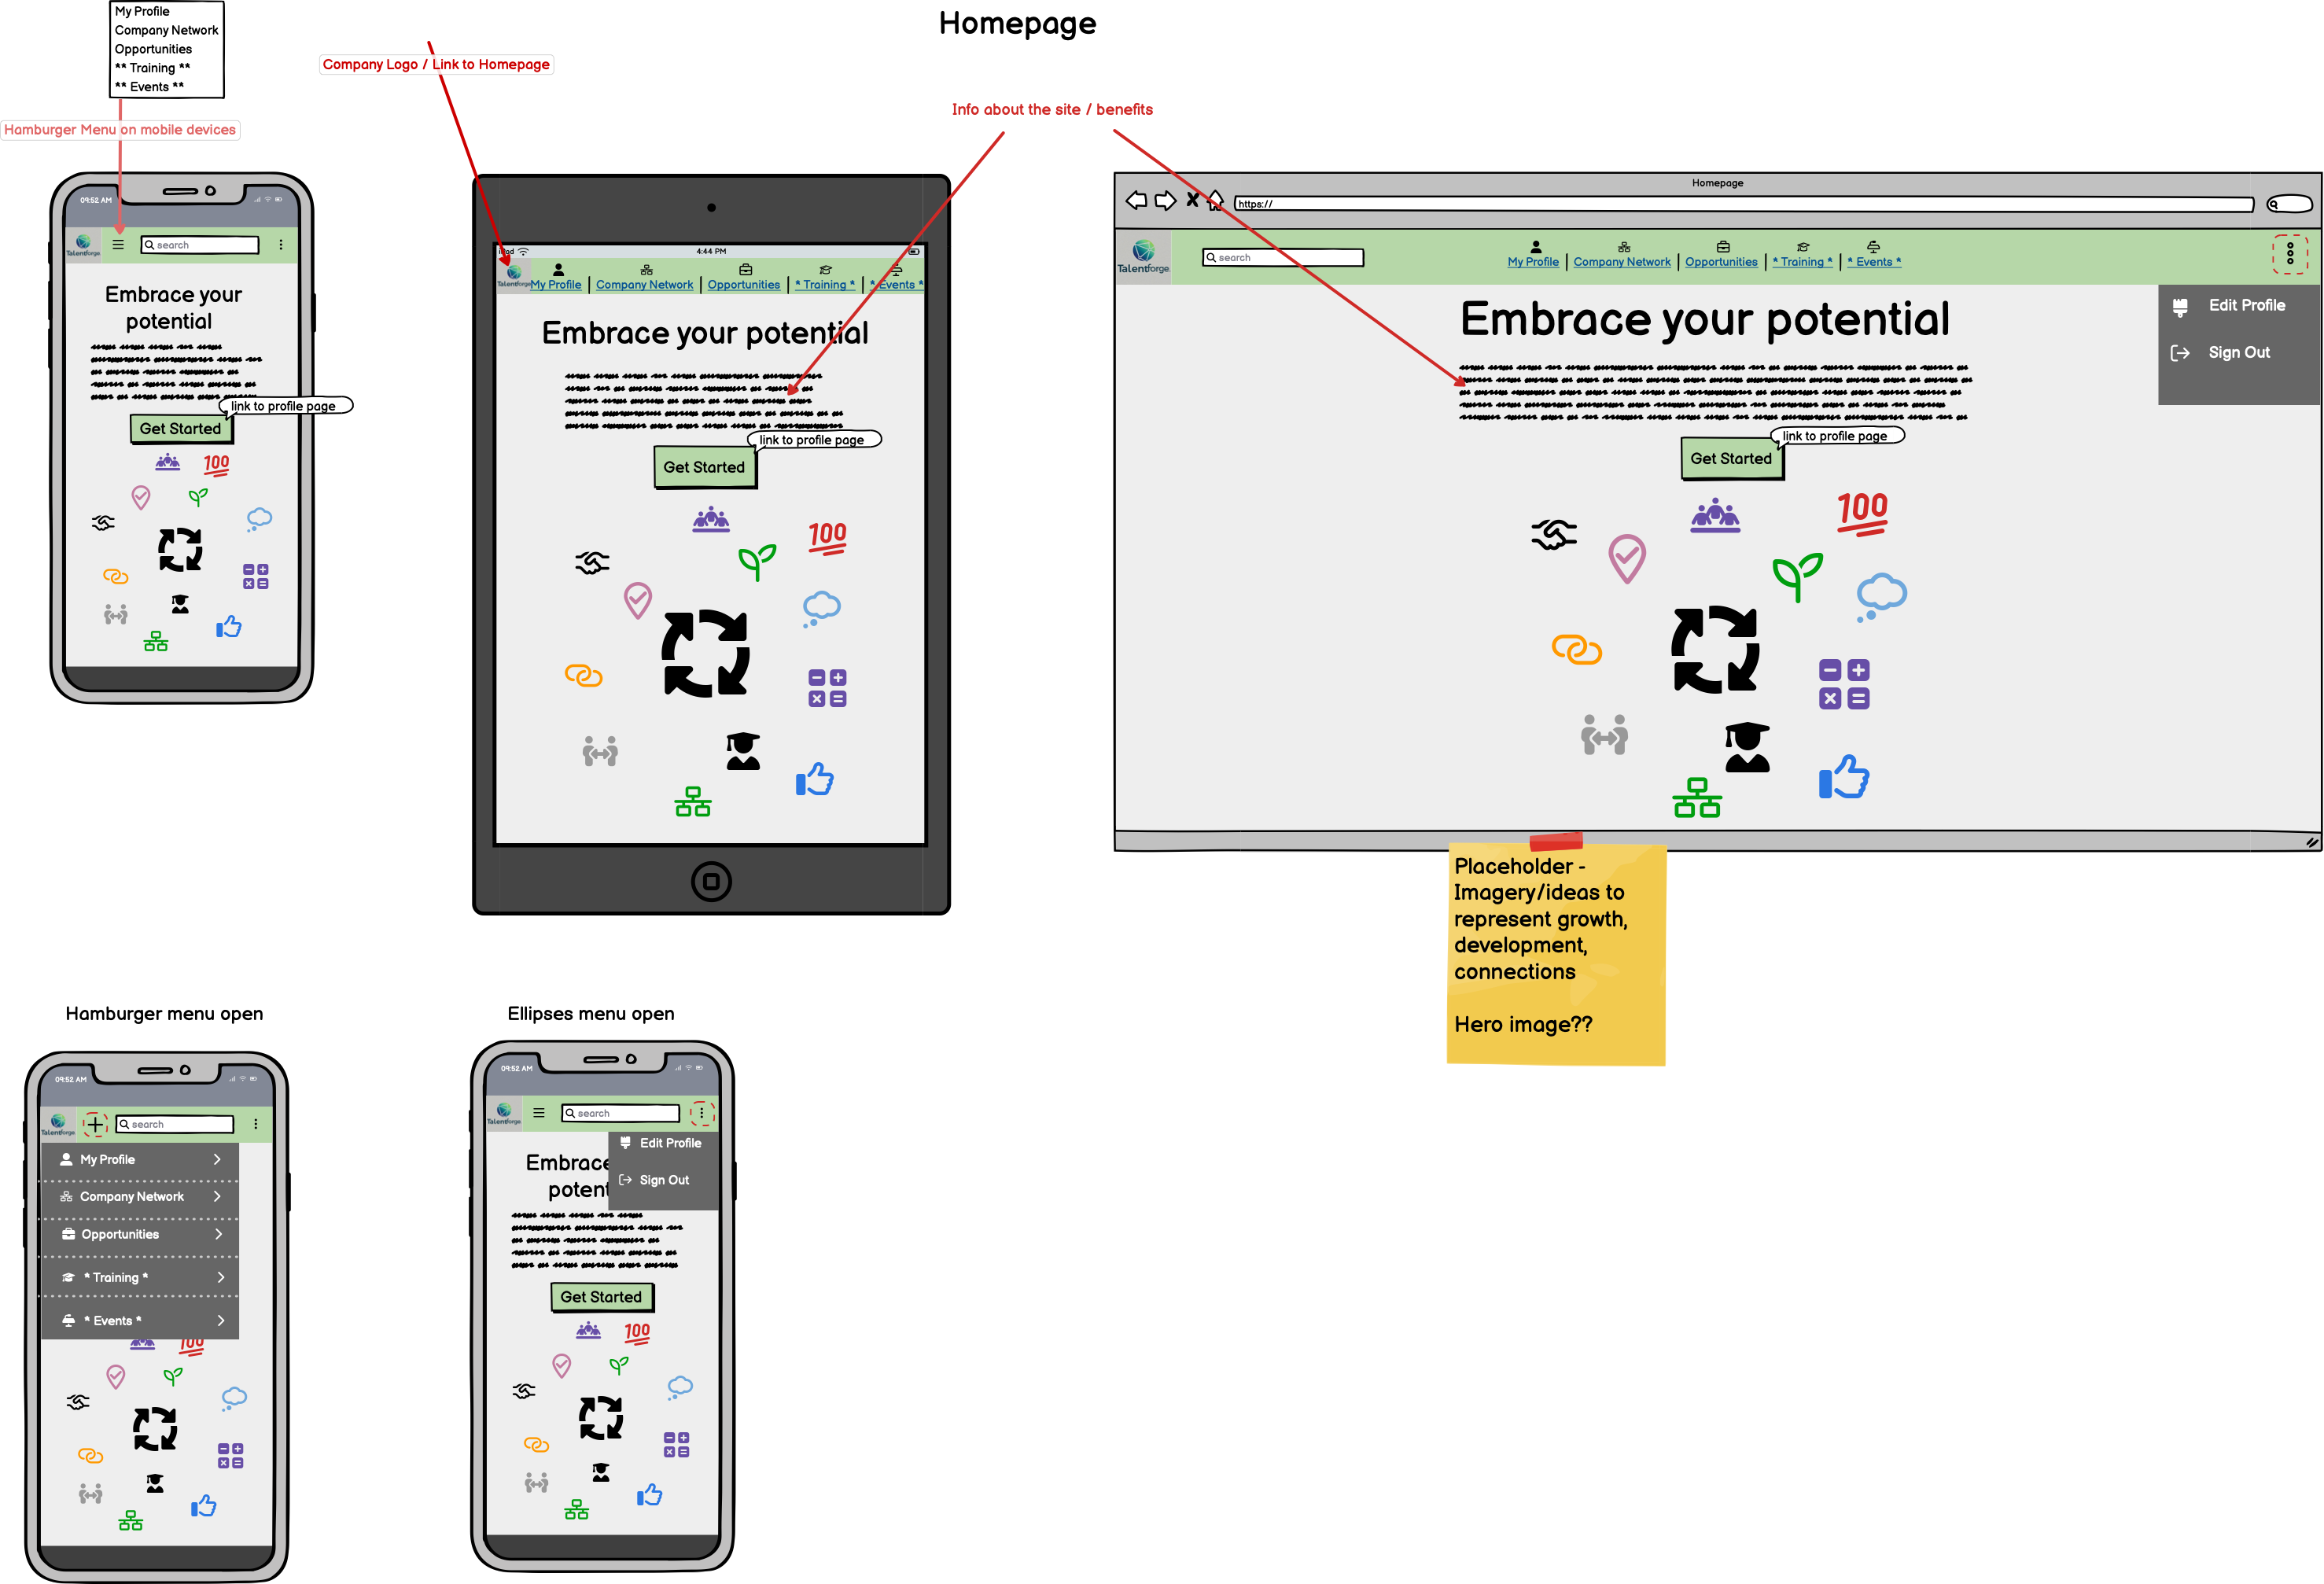 Homepage
My Profile
Company Network
Opportunities
** Training **
** Events **
Hamburger Menu on mobile devices
Company Logo / Link to Homepage
Info about the site / benefits
09:52 AM
Talentforge
search
Embrace your
potential
link to profile page
Get Started
100
4:44 PM
Talentforge
My Profile | Company Network | Opportunities | * Training * | * Events *
Embrace your potential
link to profile page
Get Started
100
Homepage
https://
Talentforge
search
My Profile | Company Network | Opportunities | * Training * | * Events *
Edit Profile
Sign Out
Embrace your potential
link to profile page
Get Started
100
Placeholder -
Imagery/ideas to
represent growth,
development,
connections
Hero image??
Hamburger menu open
09:52 AM
Talentforge
search
My Profile
Company Network
Opportunities
* Training *
* Events *
100
Ellipses menu open
09:52 AM
Talentforge
search
Edit Profile
Sign Out
Embrace
potent
Get Started
100